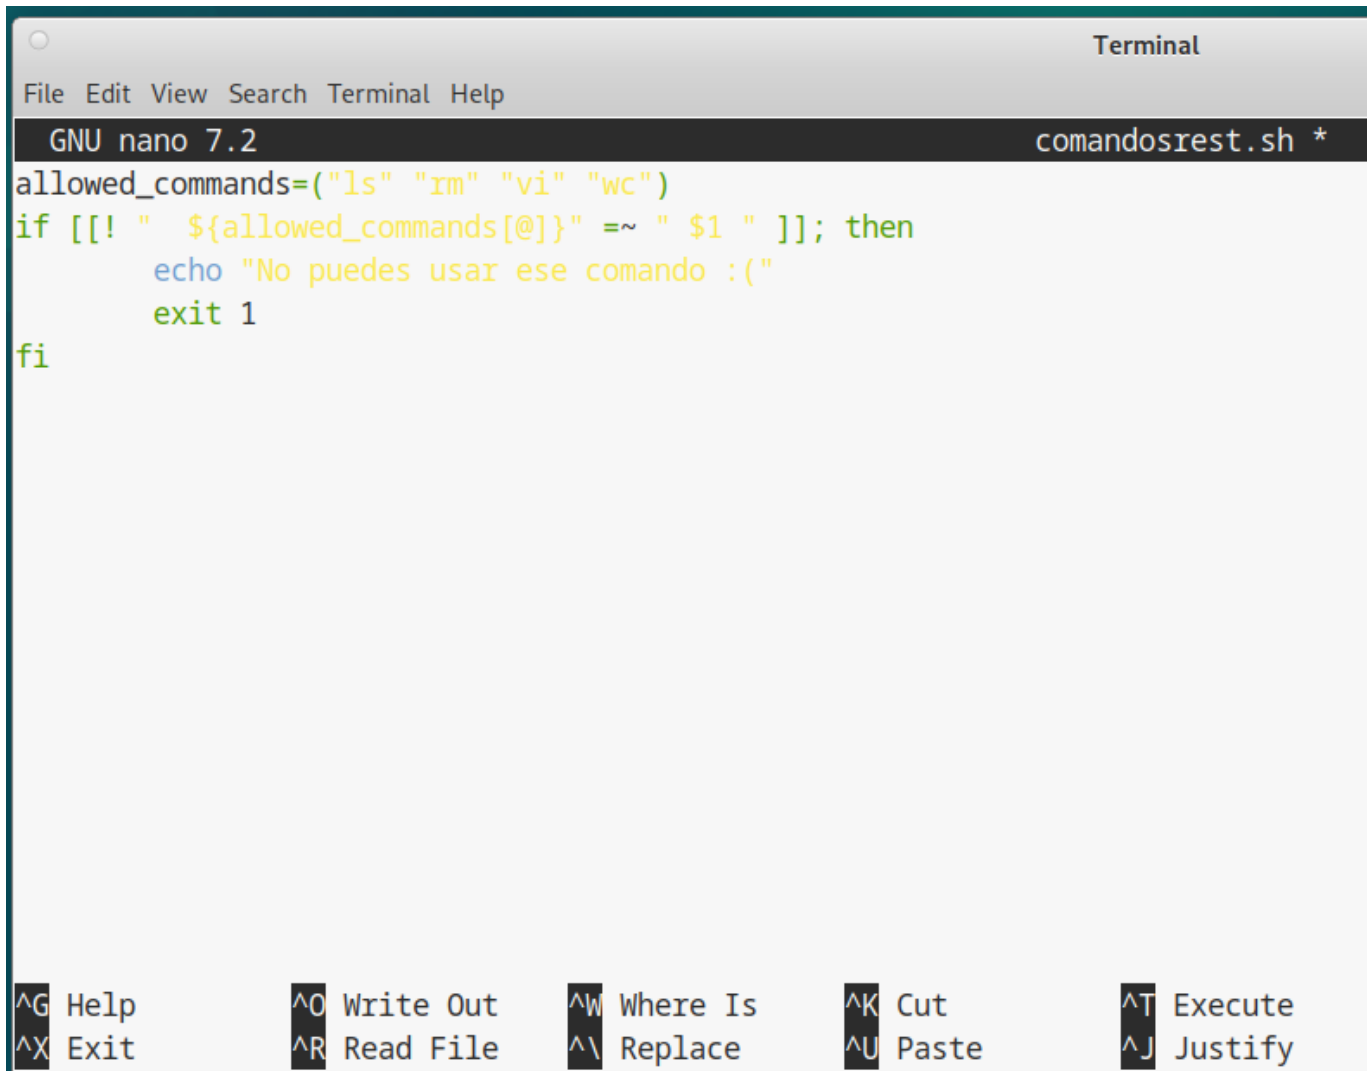 Terminal
File Edit View Search Terminal Help
GNU nano 7.2 comandosrest.sh *
allowed_commands=("ls" "rm" "vi" "wc")
if [[! "  ${allowed_commands[@]}" =~ " $1 " ]]; then
        echo "No puedes usar ese comando :("
        exit 1
fi
^G Help ^O Write Out ^W Where Is ^K Cut ^T Execute
^X Exit ^R Read File ^\ Replace ^U Paste ^J Justify